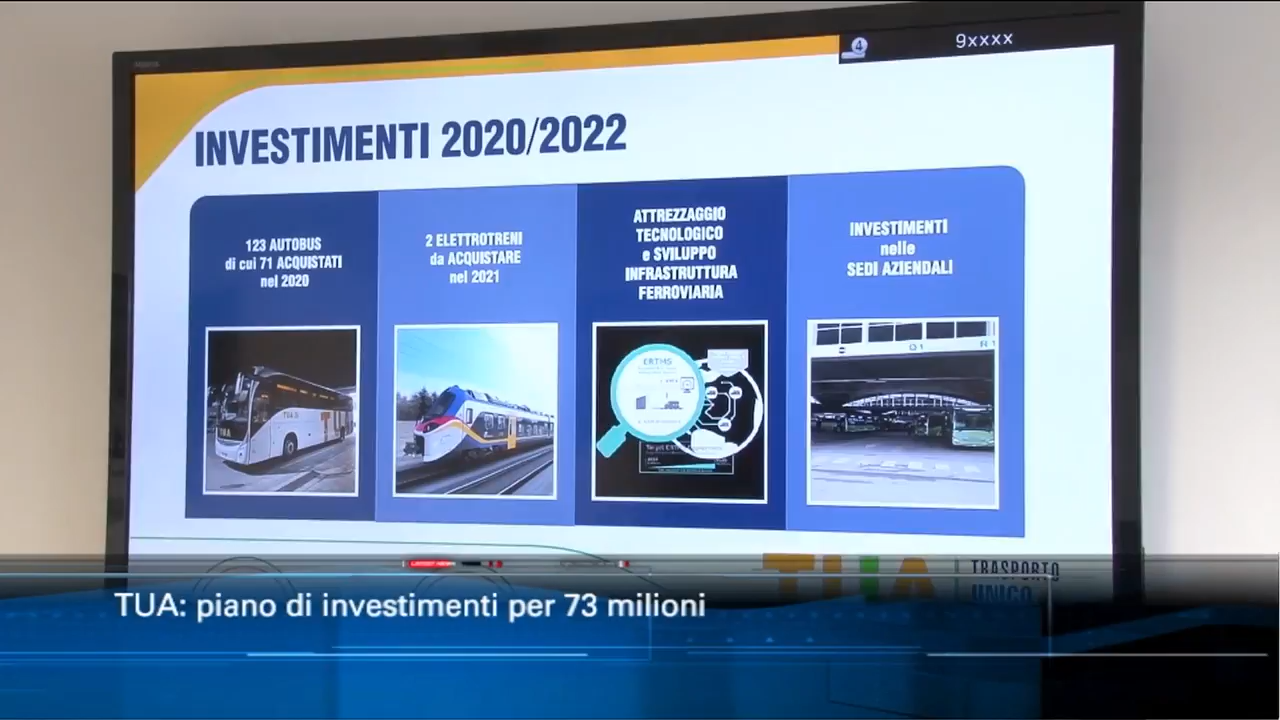 9xxxx
4
INVESTIMENTI 2020/2022
123 AUTOBUS
di cui 71 ACQUISTATI
nel 2020
2 ELETTROTRENI
da ACQUISTARE
nel 2021
ATTREZZAGGIO
TECNOLOGICO
e SVILUPPO
INFRASTRUTTURA
FERROVIARIA
INVESTIMENTI
nelle
SEDI AZIENDALI
TUA
ERTMS
TUA
TRASPORTO
UNICO
TUA: piano di investimenti per 73 milioni